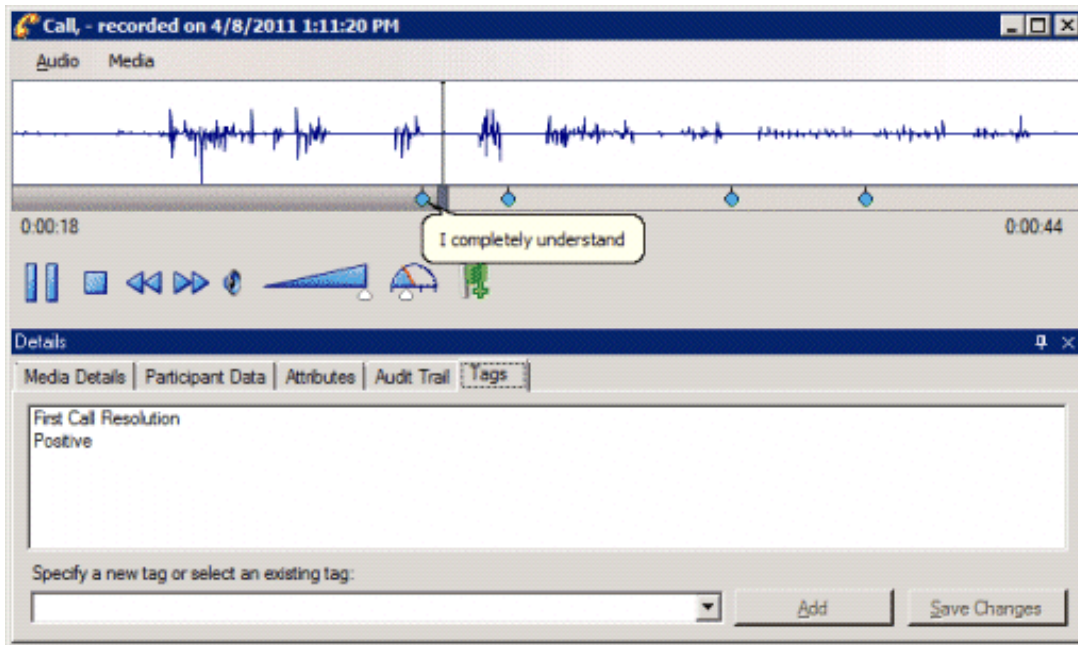 Call, - recorded on 4/8/2011 1:11:20 PM
Audio Media
0:00:18 0:00:44
I completely understand
Details
Media Details Participant Data Attributes Audit Trail Tags
First Call Resolution
Positive
Specify a new tag or select an existing tag:
Add Save Changes